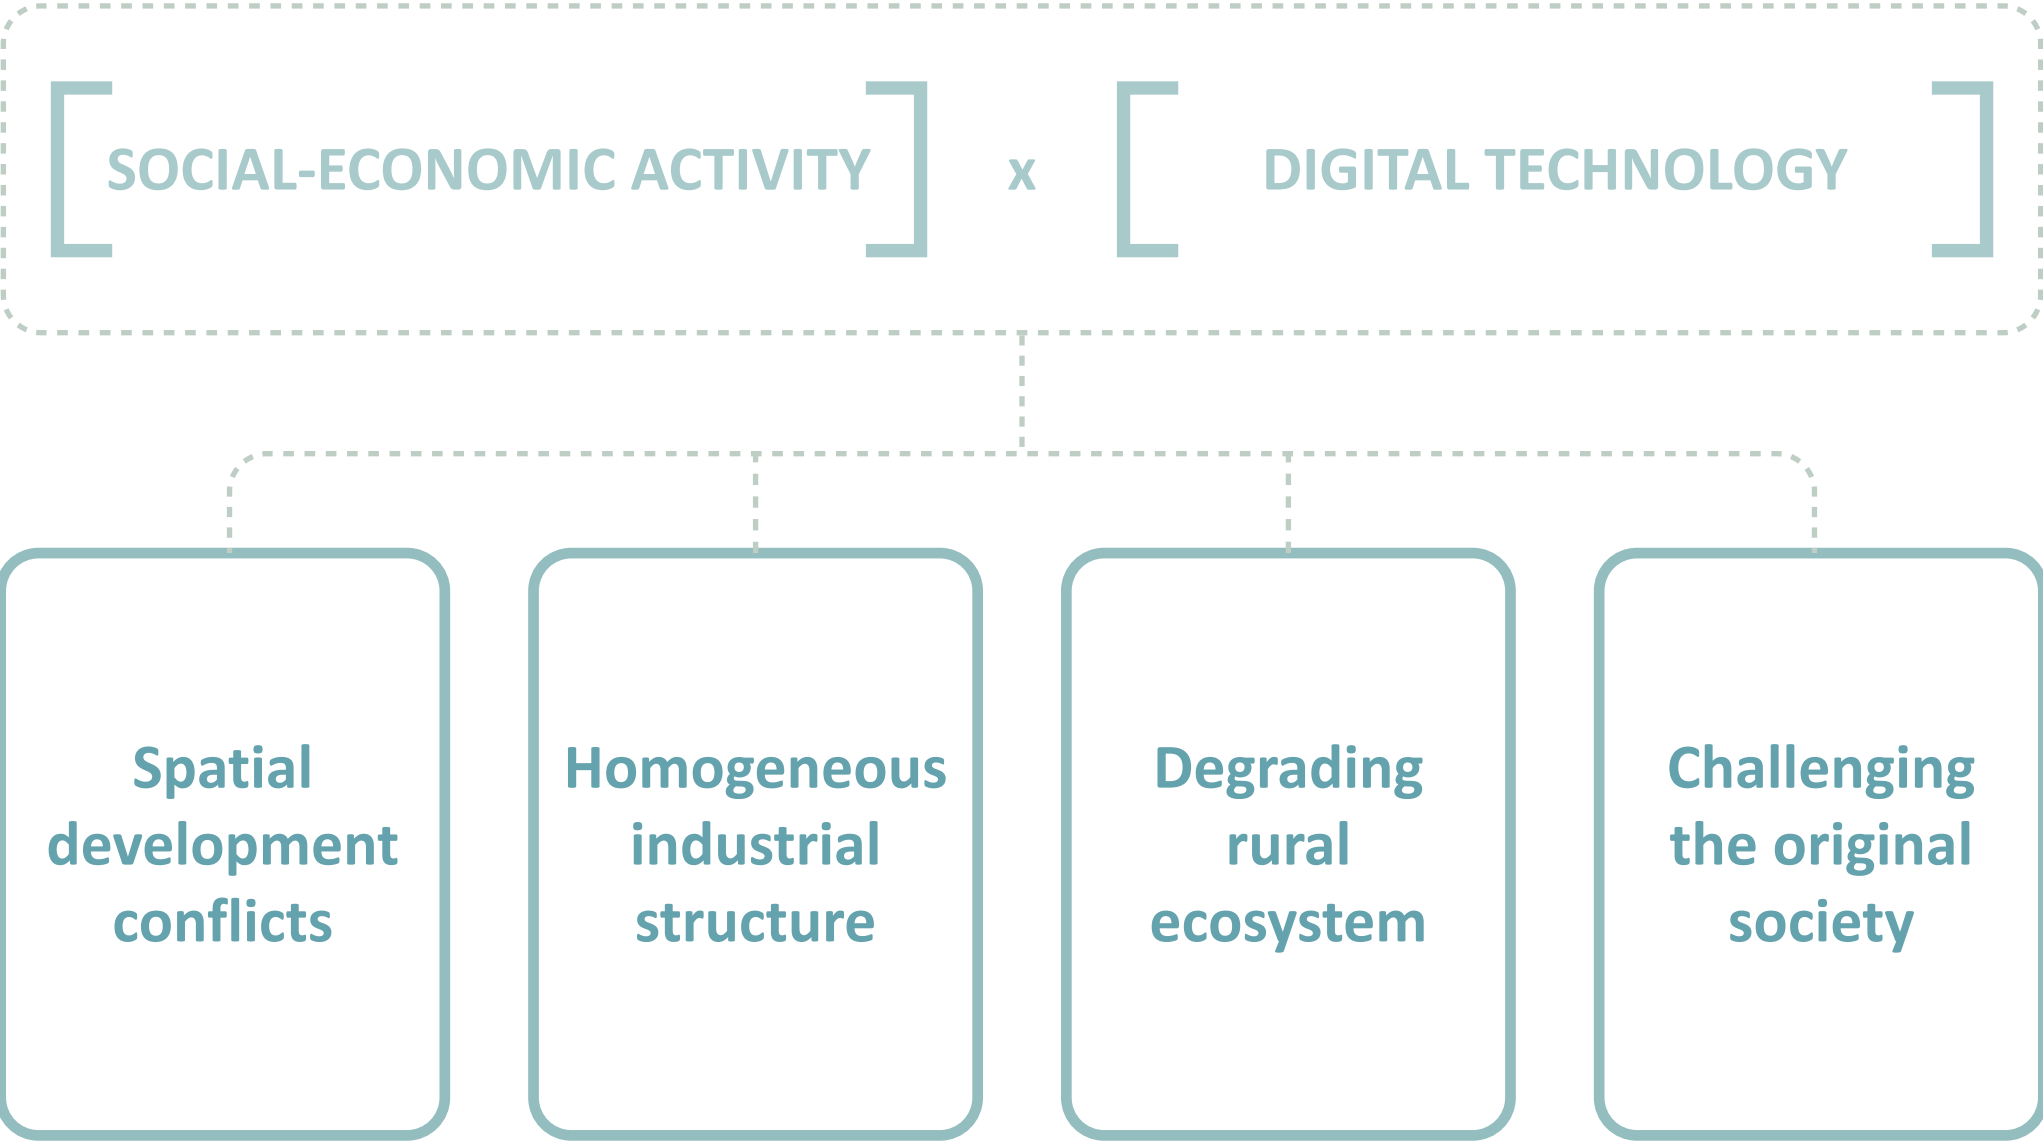 SOCIAL-ECONOMIC ACTIVITY x DIGITAL TECHNOLOGY
Spatial
development
conflicts
Homogeneous
industrial
structure
Degrading
rural
ecosystem
Challenging
the original
society